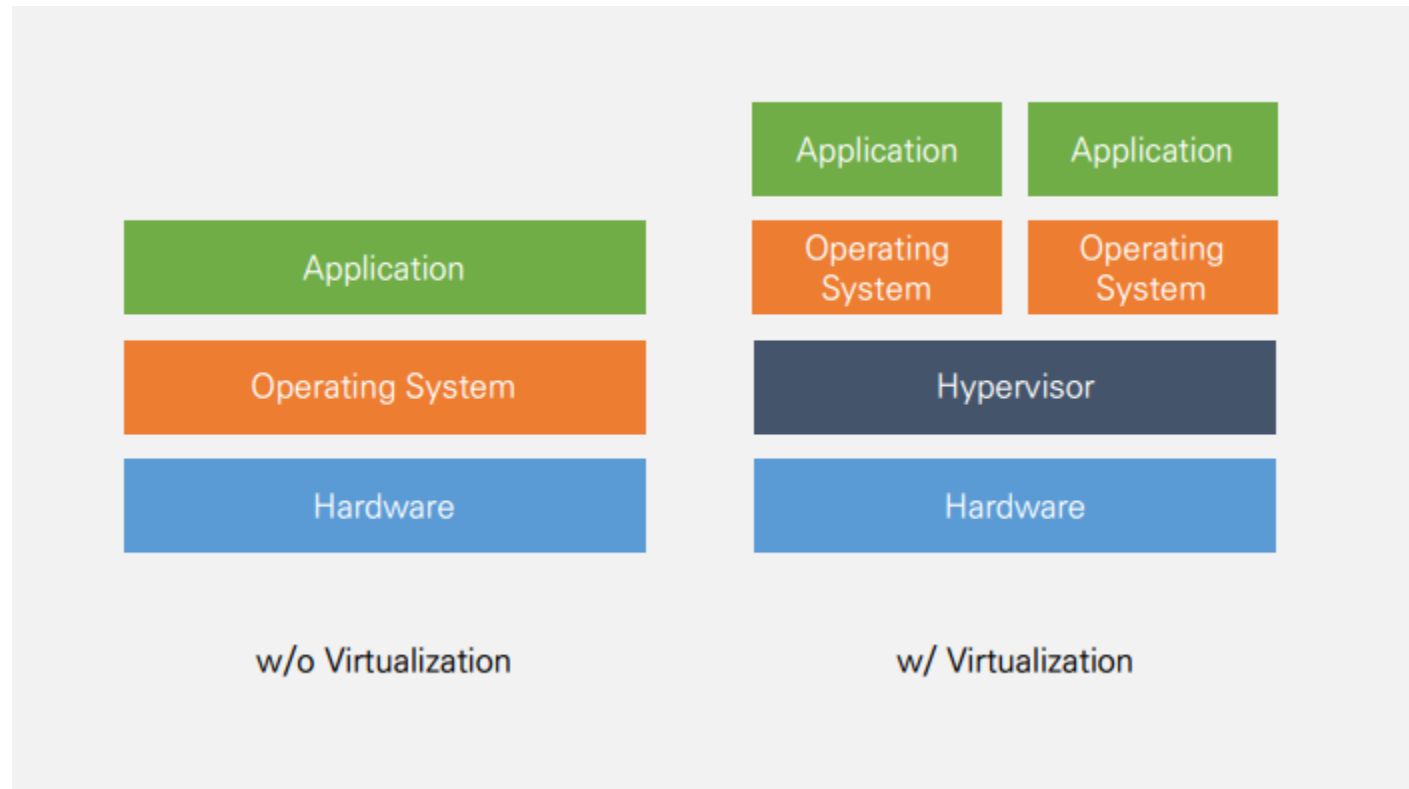 Application
Operating System
Hardware
w/o Virtualization
Application
Application
Operating
System
Operating
System
Hypervisor
Hardware
w/ Virtualization